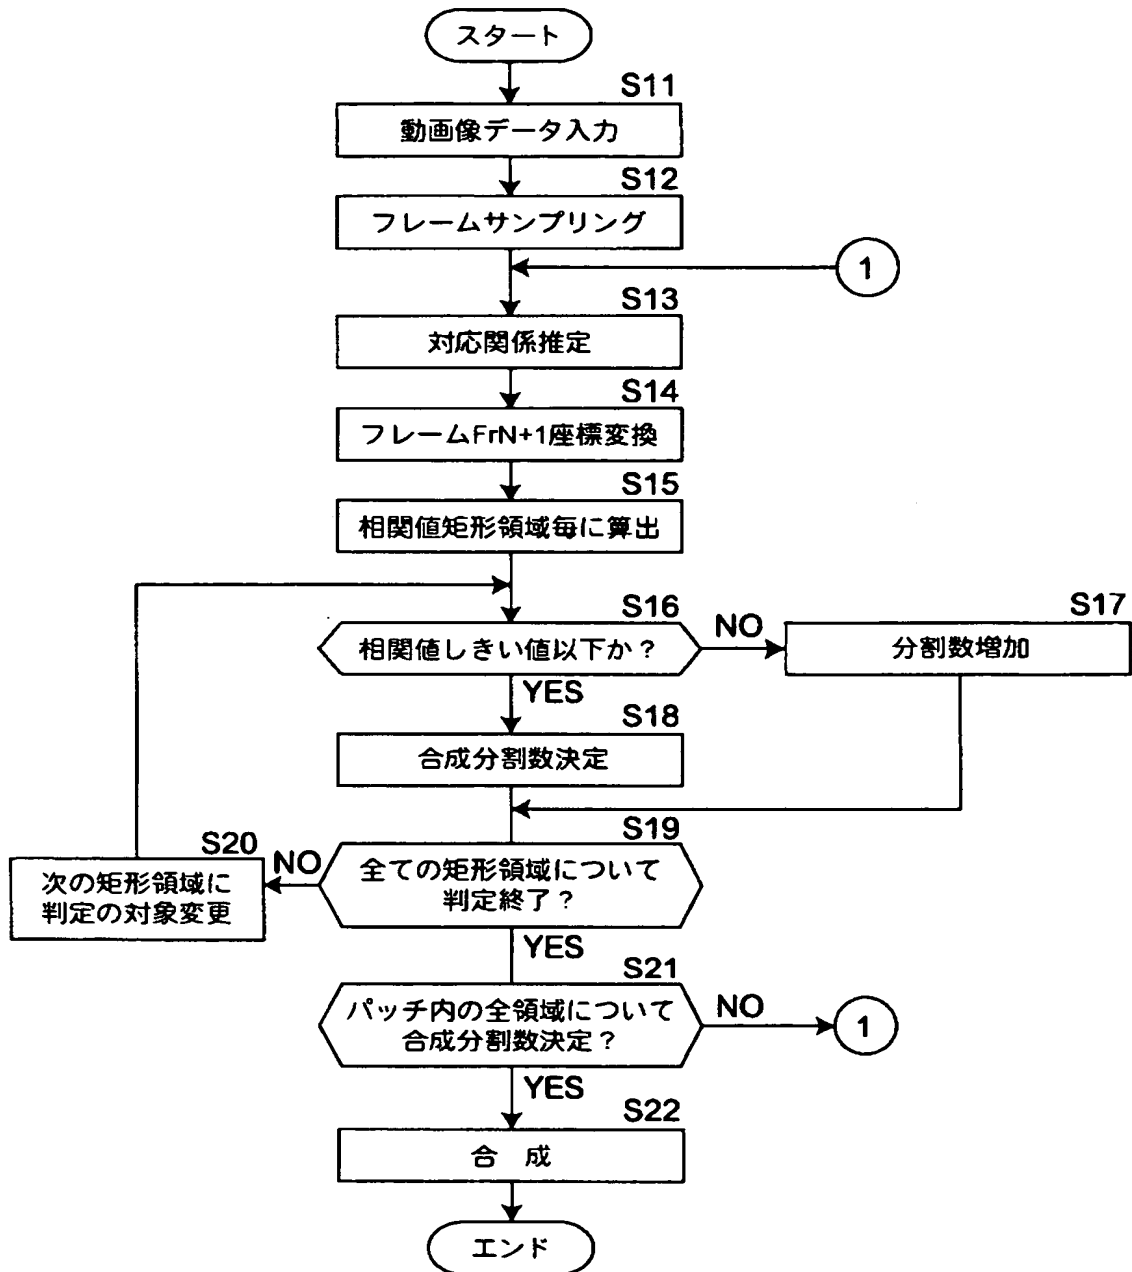 スタート
S11
動画像データ入力
S12
フレームサンプリング
1
S13
対応関係推定
S14
フレームFrN+1座標変換
S15
相関値矩形領域毎に算出
S16
相関値しきい値以下か？
NO
S17
分割数増加
YES
S18
合成分割数決定
S19
全ての矩形領域について
判定終了？
NO
S20
次の矩形領域に
判定の対象変更
YES
S21
パッチ内の全領域について
合成分割数決定？
NO
1
YES
S22
合 成
エンド